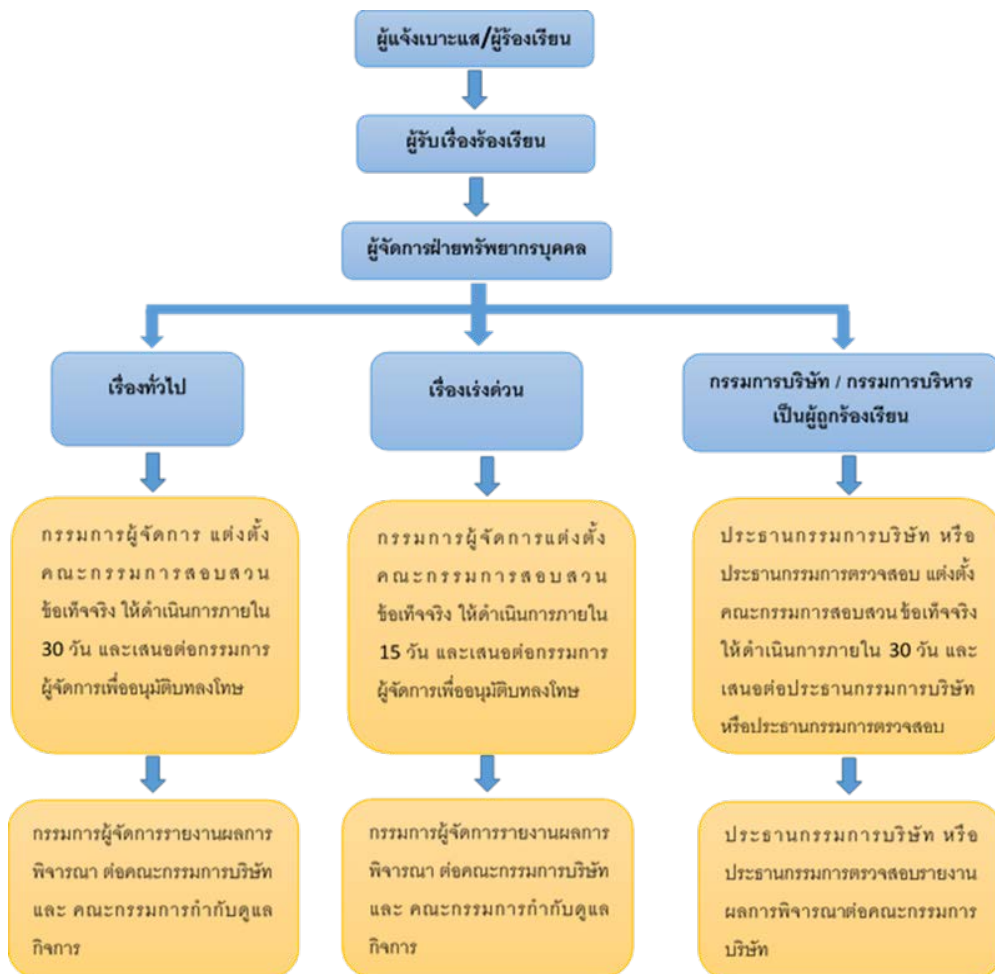 ผู้แจ้งเบาะแส/ผู้ร้องเรียน
ผู้รับเรื่องร้องเรียน
ผู้จัดการฝ่ายทรัพยากรบุคคล
เรื่องทั่วไป
เรื่องเร่งด่วน
กรรมการบริษัท / กรรมการบริหาร
เป็นผู้ถูกร้องเรียน
กรรมการผู้จัดการ แต่งตั้ง
คณะกรรมการสอบสวน
ข้อเท็จจริง ให้ดำเนินการภายใน
30 วัน และเสนอต่อกรรมการ
ผู้จัดการเพื่ออนุมัติบทลงโทษ
กรรมการผู้จัดการแต่งตั้ง
คณะกรรมการสอบสวน
ข้อเท็จจริง ให้ดำเนินการภายใน
15 วัน และเสนอต่อกรรมการ
ผู้จัดการเพื่ออนุมัติบทลงโทษ
ประธานกรรมการบริษัท หรือ
ประธานกรรมการตรวจสอบ แต่งตั้ง
คณะกรรมการสอบสวน ข้อเท็จจริง
ให้ดำเนินการภายใน 30 วัน และ
เสนอต่อประธานกรรมการบริษัท
หรือประธานกรรมการตรวจสอบ
กรรมการผู้จัดการรายงานผลการ
พิจารณา ต่อคณะกรรมการบริษัท
และ คณะกรรมการกำกับดูแล
กิจการ
กรรมการผู้จัดการรายงานผลการ
พิจารณา ต่อคณะกรรมการบริษัท
และ คณะกรรมการกำกับดูแล
กิจการ
ประธานกรรมการบริษัท หรือ
ประธานกรรมการตรวจสอบรายงาน
ผลการพิจารณาต่อคณะกรรมการ
บริษัท